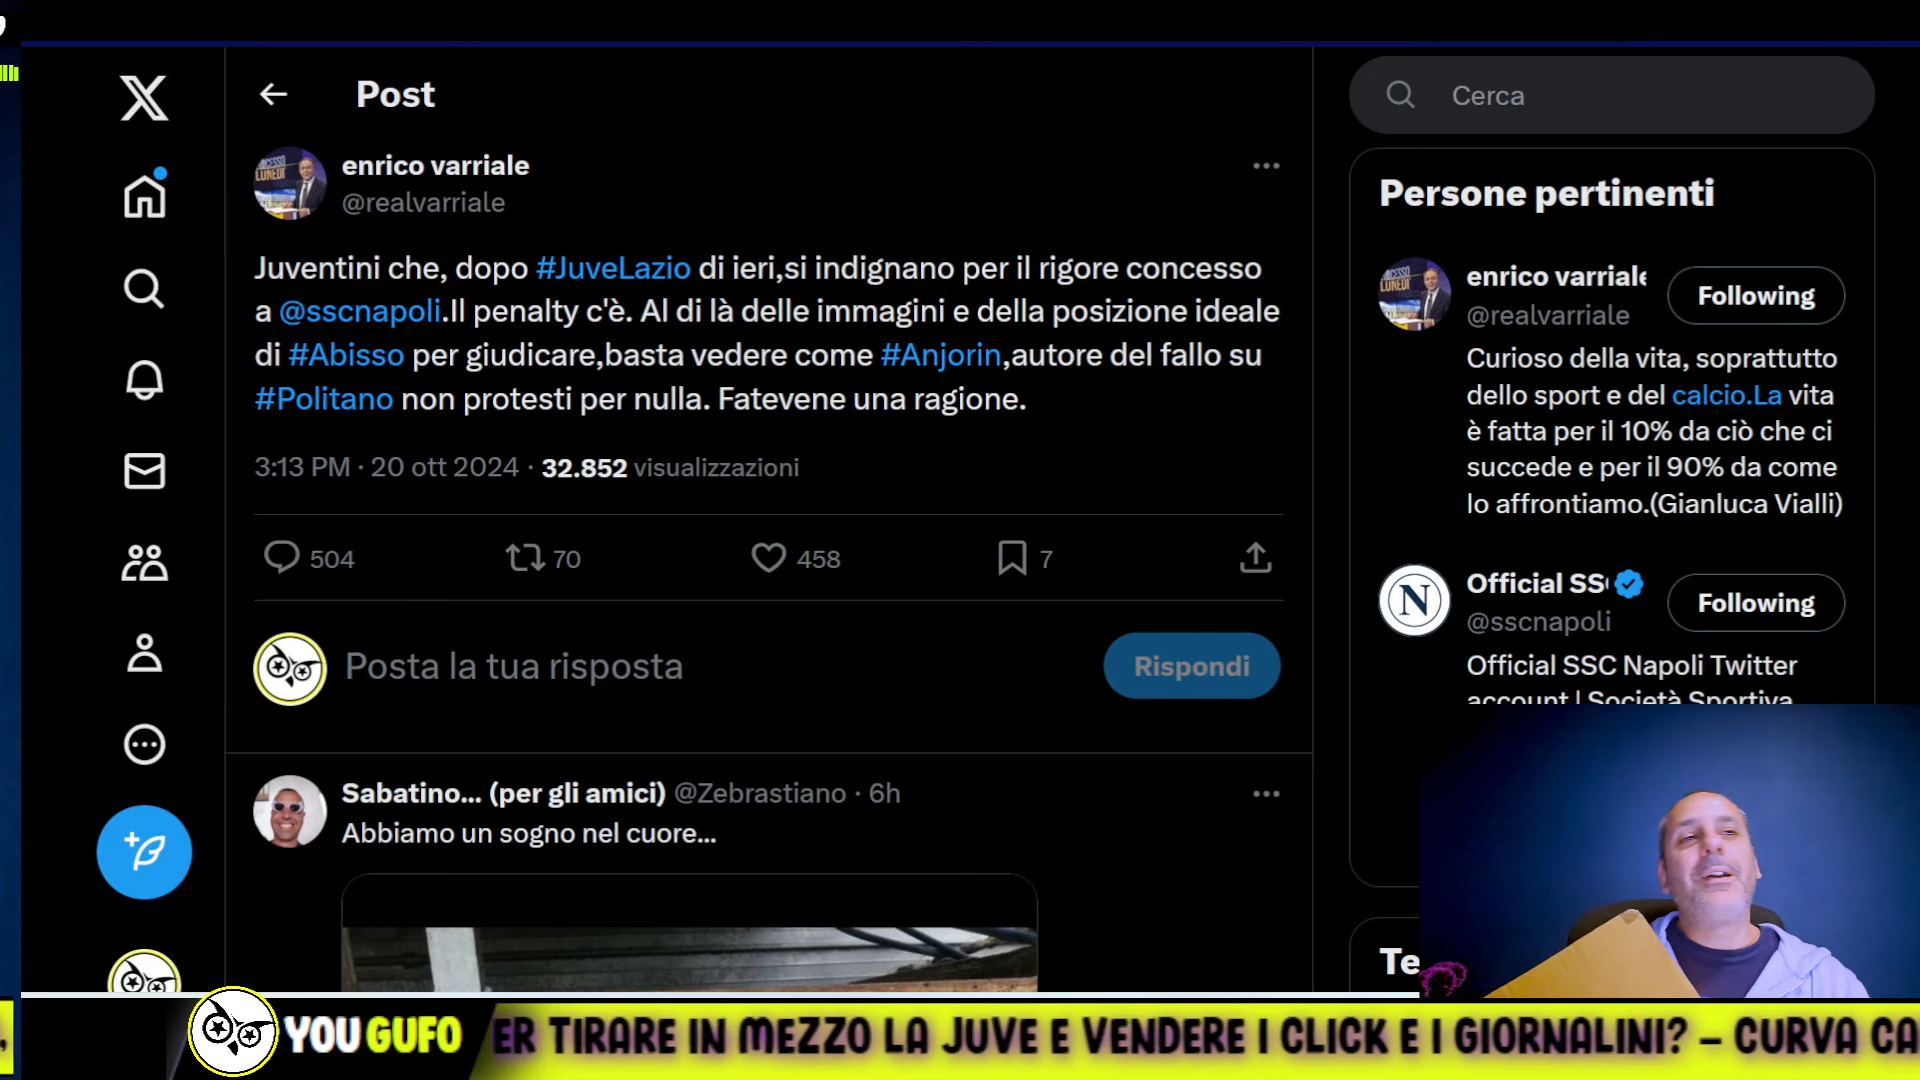 Post
Cerca
enrico varriale
@realvarriale
Juventini che, dopo #JuveLazio di ieri,si indignano per il rigore concesso
a @sscnapoli.Il penalty c'è. Al di là delle immagini e della posizione ideale
di #Abisso per giudicare,basta vedere come #Anjorin,autore del fallo su
#Politano non protesti per nulla. Fatevene una ragione.
3:13 PM · 20 ott 2024 · 32.852 visualizzazioni
504
70
458
7
Posta la tua risposta
Rispondi
Sabatino... (per gli amici) @Zebrastiano · 6h
Abbiamo un sogno nel cuore...
Persone pertinenti
enrico varriale
Following
@realvarriale
Curioso della vita, soprattutto
dello sport e del calcio.La vita
è fatta per il 10% da ciò che ci
succede e per il 90% da come
lo affrontiamo.(Gianluca Vialli)
Official SS
Following
@sscnapoli
Official SSC Napoli Twitter
account | Società Sportiva
Te
YOU GUFO
ER TIRARE IN MEZZO LA JUVE E VENDERE I CLICK E I GIORNALINI? – CURVA CA